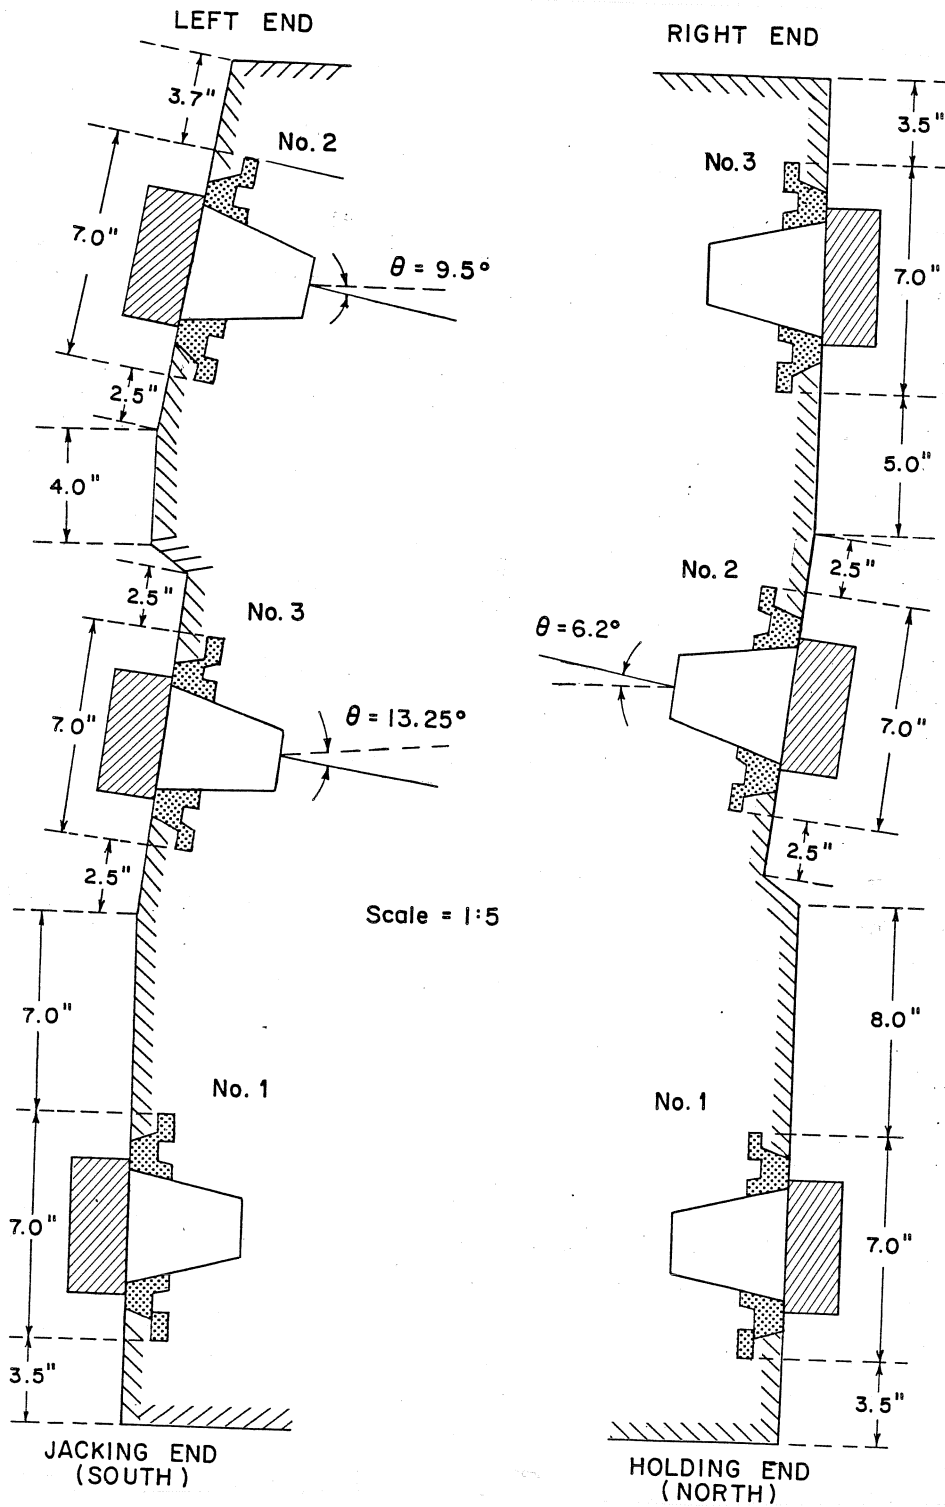 LEFT END
3.7"
No. 2
7.0"
θ = 9.5°
2.5"
4.0"
2.5"
No. 3
7.0"
θ = 13.25°
2.5"
Scale = 1:5
7.0"
No. 1
7.0"
3.5"
JACKING END
(SOUTH)
RIGHT END
3.5"
No. 3
7.0"
5.0"
No. 2
2.5"
θ = 6.2°
7.0"
2.5"
8.0"
No. 1
7.0"
3.5"
HOLDING END
(NORTH)